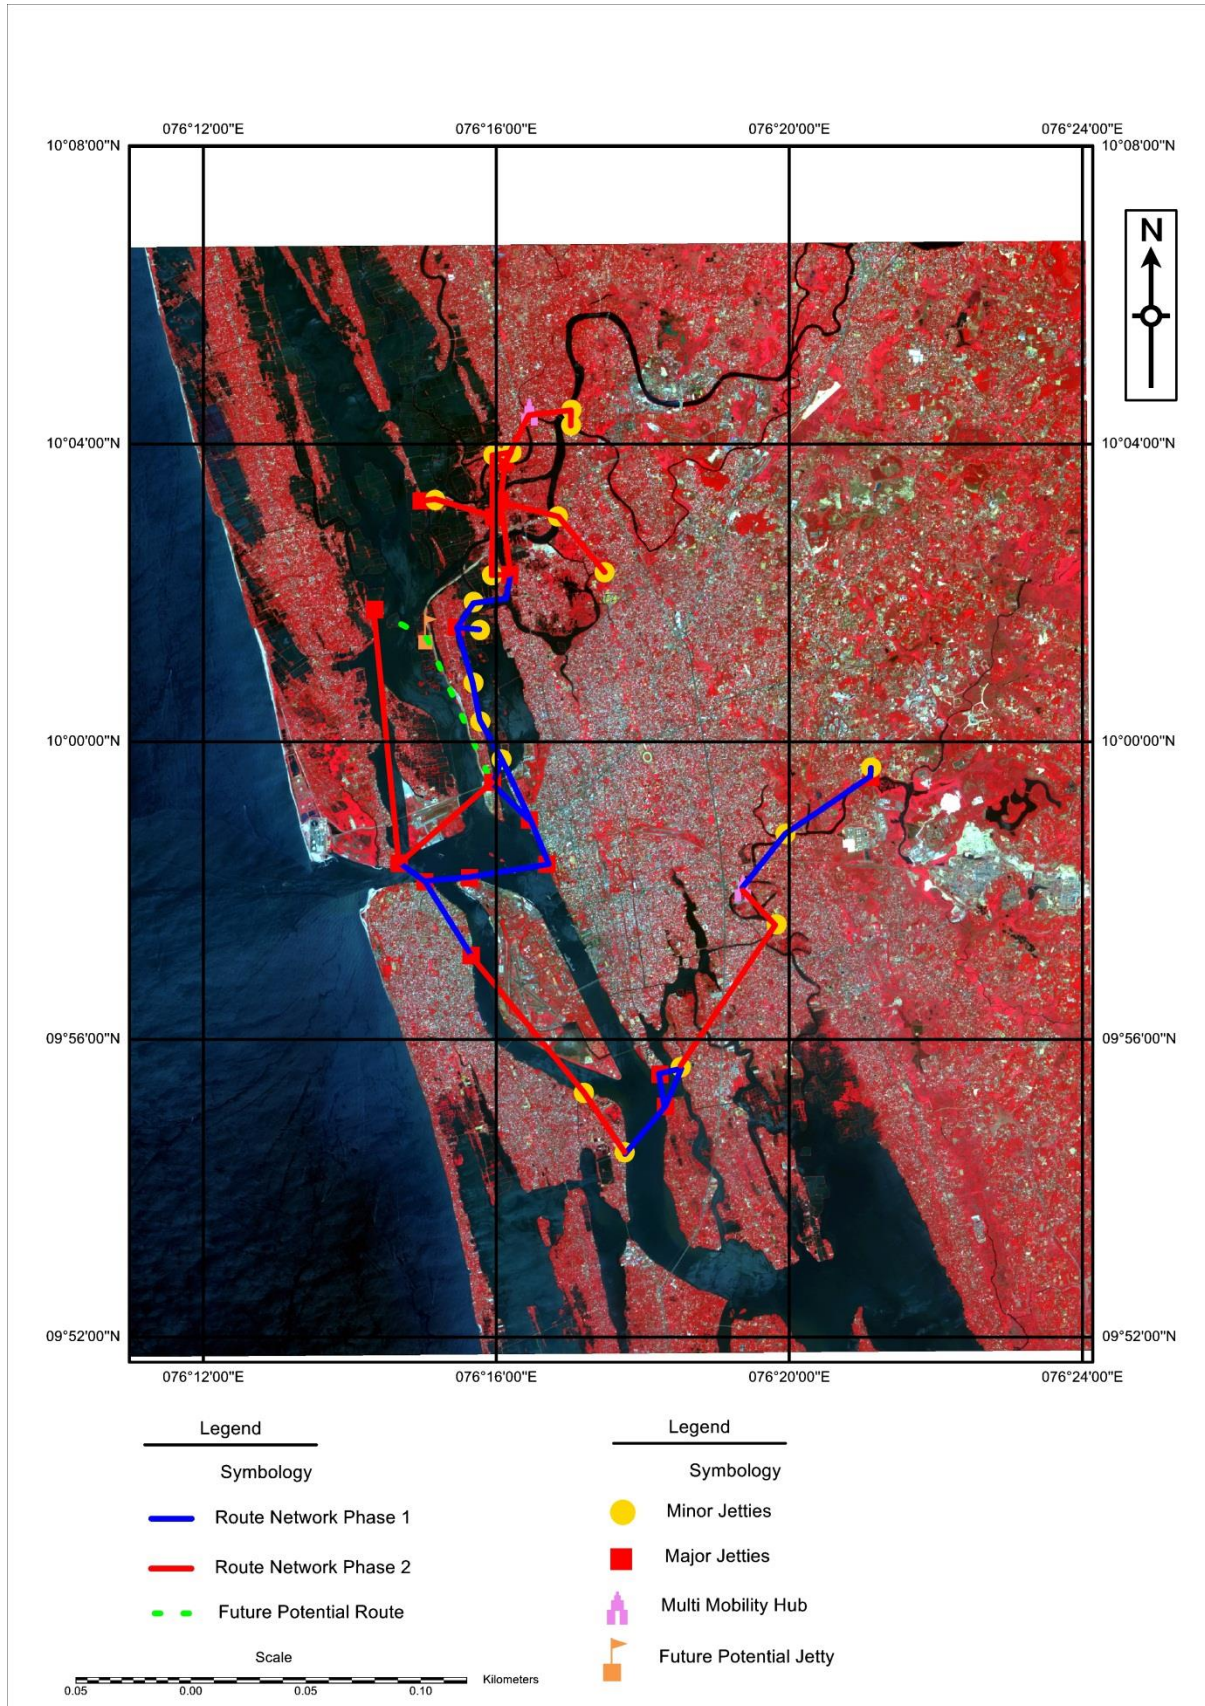 076°12'00"E 076°16'00"E 076°20'00"E 076°24'00"E
10°08'00"N 10°08'00"N
N
10°04'00"N 10°04'00"N
10°00'00"N 10°00'00"N
09°56'00"N 09°56'00"N
09°52'00"N 09°52'00"N
076°12'00"E 076°16'00"E 076°20'00"E 076°24'00"E
Legend
Symbology
Route Network Phase 1
Route Network Phase 2
Future Potential Route
Scale
Kilometers
0.05 0.00 0.05 0.10
Legend
Symbology
Minor Jetties
Major Jetties
Multi Mobility Hub
Future Potential Jetty